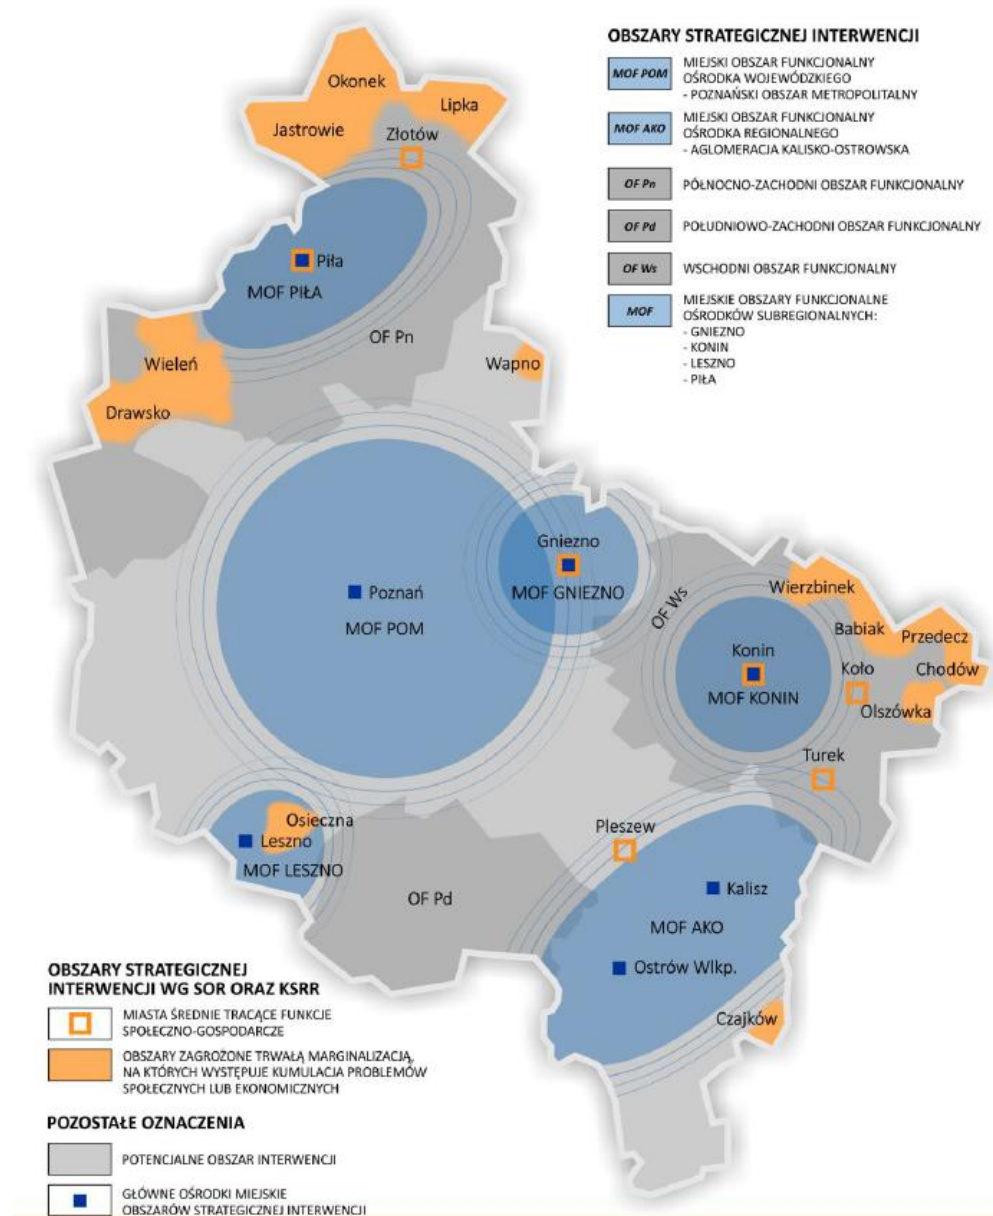 OBSZARY STRATEGICZNEJ INTERWENCJI
MOF POM
MIEJSKI OBSZAR FUNKCJONALNY
OŚRODKA WOJEWÓDZKIEGO
- POZNAŃSKI OBSZAR METROPOLITALNY
MOF AKO
MIEJSKI OBSZAR FUNKCJONALNY
OŚRODKA REGIONALNEGO
- AGLOMERACJA KALISKO-OSTROWSKA
OF Pn
PÓŁNOCNO-ZACHODNI OBSZAR FUNKCJONALNY
OF Pd
POŁUDNIOWO-ZACHODNI OBSZAR FUNKCJONALNY
OF Ws
WSCHODNI OBSZAR FUNKCJONALNY
MOF
MIEJSKIE OBSZARY FUNKCJONALNE
OŚRODKÓW SUBREGIONALNYCH:
- GNIEZNO
- KONIN
- LESZNO
- PIŁA
Okonek
Lipka
Jastrowie
Złotów
Piła
MOF PIŁA
OF Pn
Wieleń
Wapno
Drawsko
Gniezno
MOF GNIEZNO
Poznań
MOF POM
OF Ws
Wierzbinek
Babiak
Przedecz
Konin
Koło
Chodów
MOF KONIN
Olszówka
Turek
Osieczna
Leszno
MOF LESZNO
Pleszew
Kalisz
OF Pd
MOF AKO
Ostrów Wlkp.
Czajków
OBSZARY STRATEGICZNEJ
INTERWENCJI WG SOR ORAZ KSRR
MIASTA ŚREDNIE TRACĄCE FUNKCJE
SPOŁECZNO-GOSPODARCZE
OBSZARY ZAGROŻONE TRWAŁĄ MARGINALIZACJĄ,
NA KTÓRYCH WYSTĘPUJE KUMULACJA PROBLEMÓW
SPOŁECZNYCH LUB EKONOMICZNYCH
POZOSTAŁE OZNACZENIA
POTENCJALNE OBSZAR INTERWENCJI
GŁÓWNE OŚRODKI MIEJSKIE
OBSZARÓW STRATEGICZNEJ INTERWENCJI